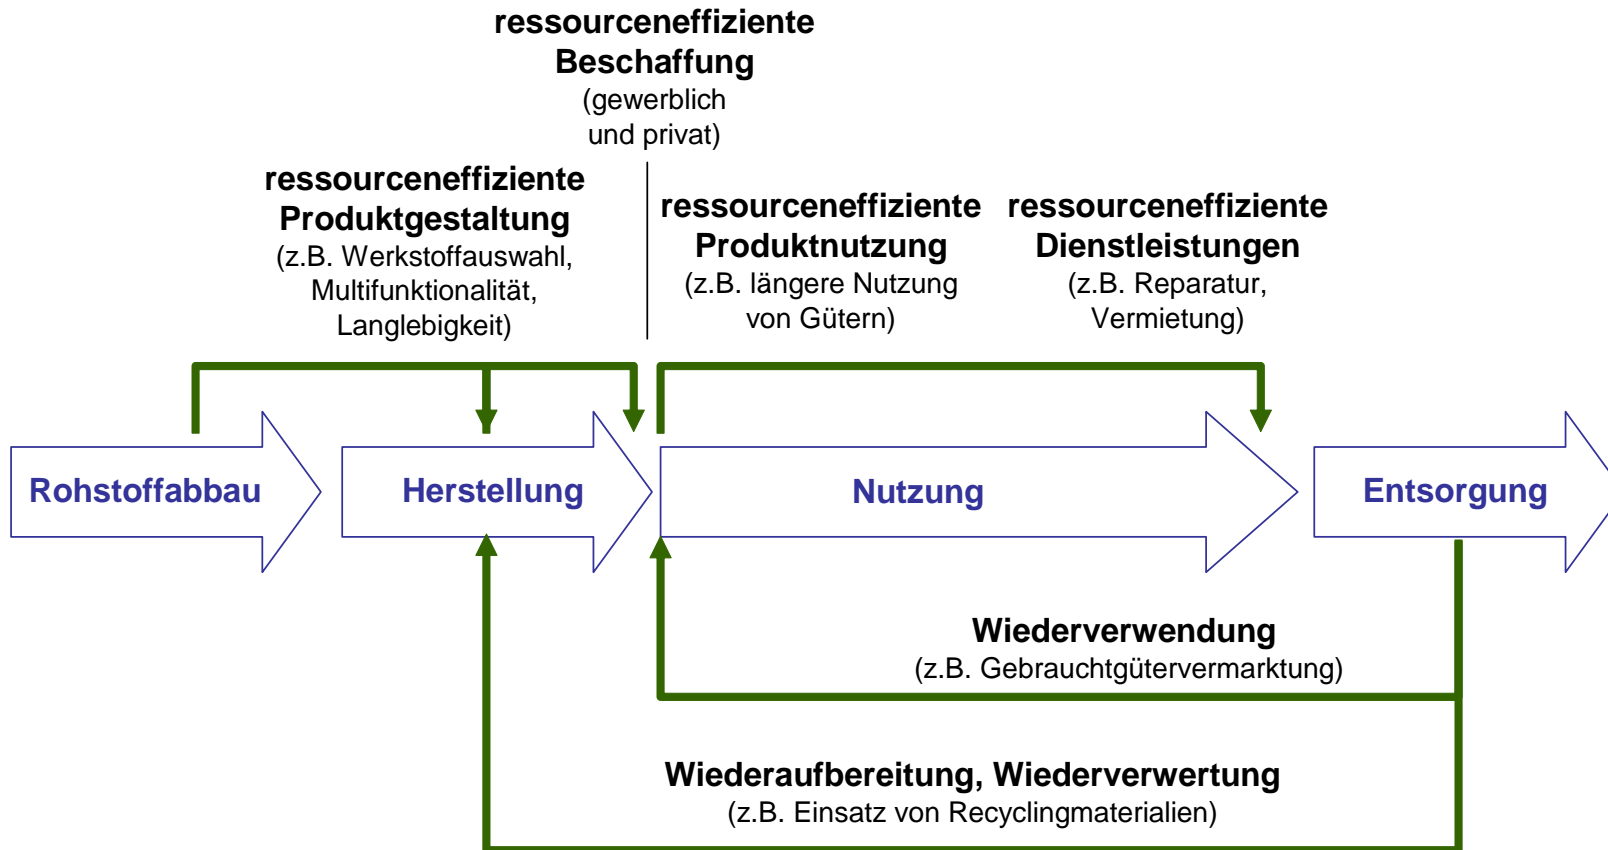 ressourceneffiziente
Beschaffung
(gewerblich
und privat)
ressourceneffiziente
Produktgestaltung
(z.B. Werkstoffauswahl,
Multifunktionalität,
Langlebigkeit)
ressourceneffiziente
Produktnutzung
(z.B. längere Nutzung
von Gütern)
ressourceneffiziente
Dienstleistungen
(z.B. Reparatur,
Vermietung)
Rohstoffabbau
Herstellung
Nutzung
Entsorgung
Wiederverwendung
(z.B. Gebrauchtgütervermarktung)
Wiederaufbereitung, Wiederverwertung
(z.B. Einsatz von Recyclingmaterialien)